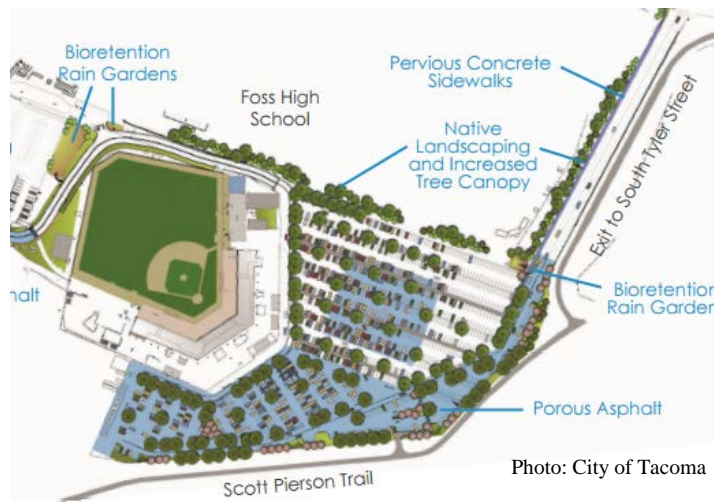 Bioretention
Rain Gardens
Foss High
School
Pervious Concrete
Sidewalks
Native
Landscaping
and Increased
Tree Canopy
Exit to South Tyler Street
Bioretention
Rain Garden
Porous Asphalt
Scott Pierson Trail
Photo: City of Tacoma